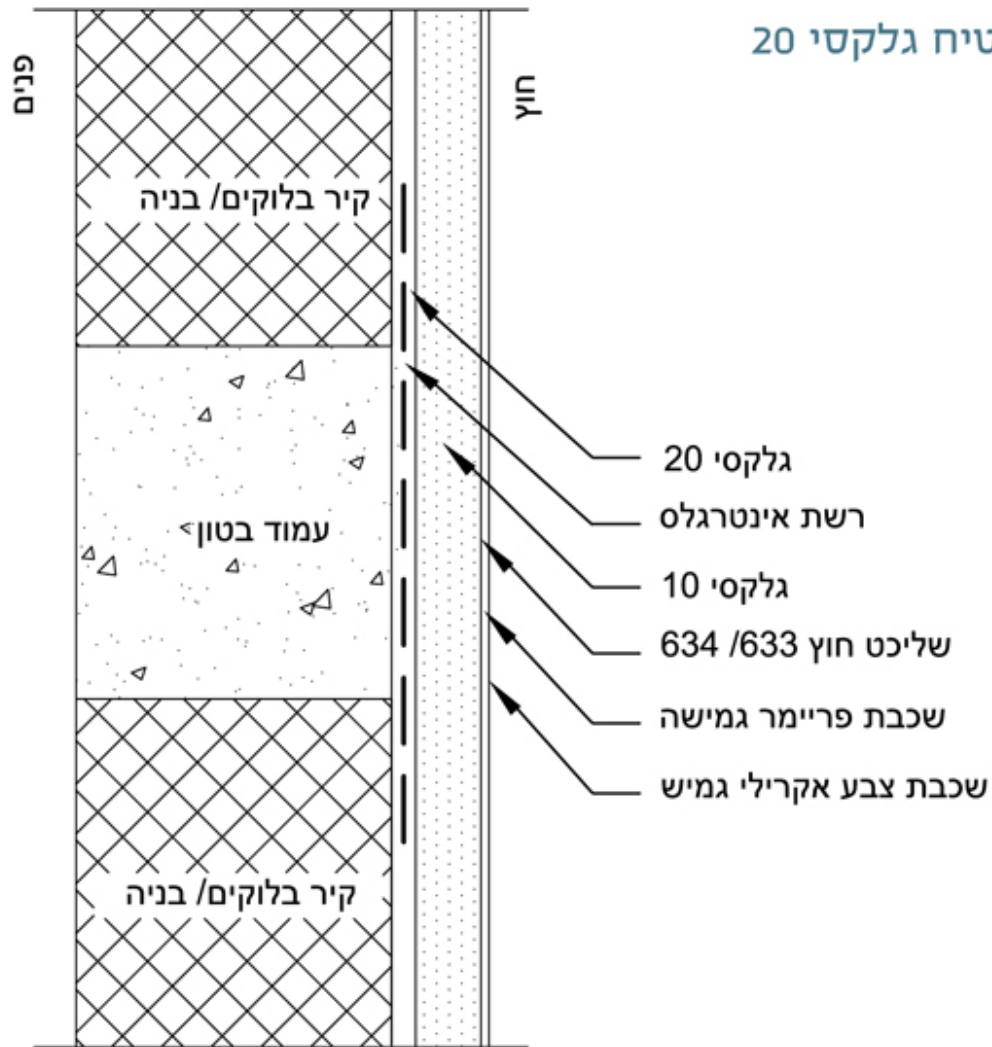 טיח גלקסי 20
פנים
חוץ
קיר בלוקים/ בניה
גלקסי 20
רשת אינטרגלס
עמוד בטון
גלקסי 10
שליכט חוץ 633/ 634
שכבת פריימר גמישה
שכבת צבע אקרילי גמיש
קיר בלוקים/ בניה